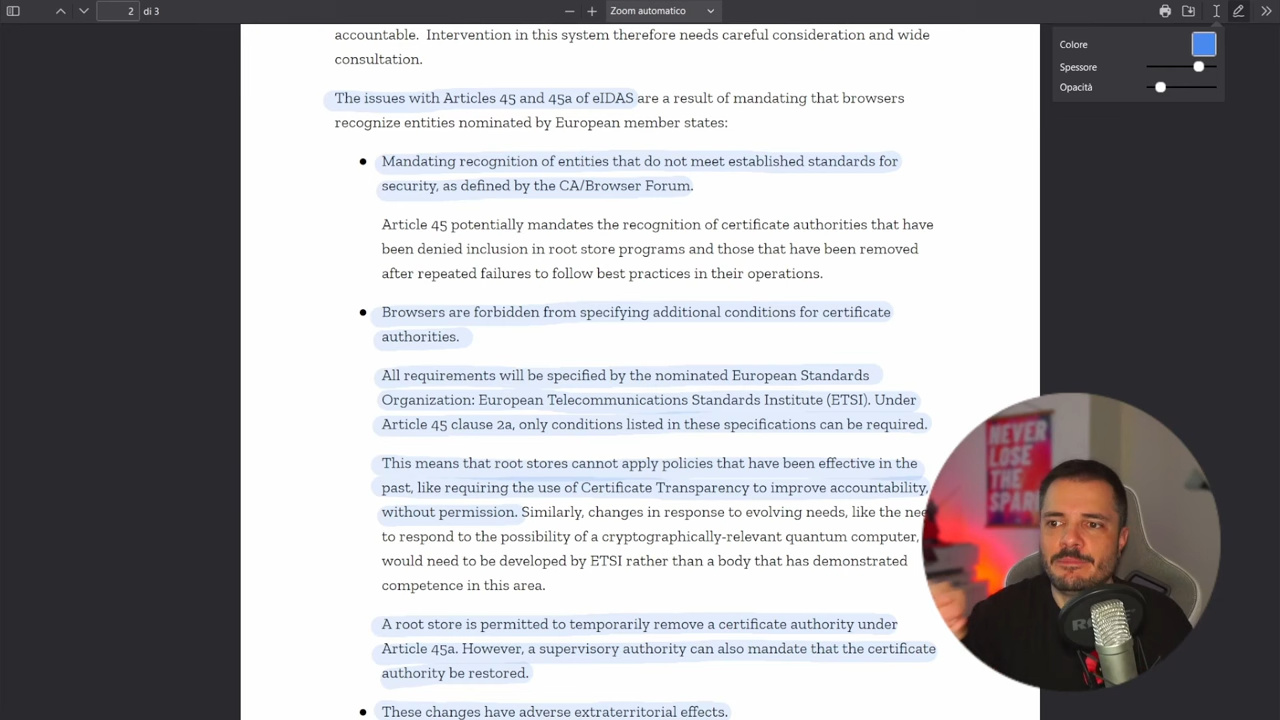 2 di 3
Zoom automatico
Colore
Spessore
Opacità
accountable. Intervention in this system therefore needs careful consideration and wide
consultation.
The issues with Articles 45 and 45a of eIDAS are a result of mandating that browsers
recognize entities nominated by European member states:
Mandating recognition of entities that do not meet established standards for
security, as defined by the CA/Browser Forum.
Article 45 potentially mandates the recognition of certificate authorities that have
been denied inclusion in root store programs and those that have been removed
after repeated failures to follow best practices in their operations.
Browsers are forbidden from specifying additional conditions for certificate
authorities.
All requirements will be specified by the nominated European Standards
Organization: European Telecommunications Standards Institute (ETSI). Under
Article 45 clause 2a, only conditions listed in these specifications can be required.
This means that root stores cannot apply policies that have been effective in the
past, like requiring the use of Certificate Transparency to improve accountability,
without permission. Similarly, changes in response to evolving needs, like the nee
to respond to the possibility of a cryptographically-relevant quantum computer,
would need to be developed by ETSI rather than a body that has demonstrated
competence in this area.
A root store is permitted to temporarily remove a certificate authority under
Article 45a. However, a supervisory authority can also mandate that the certificate
authority be restored.
These changes have adverse extraterritorial effects.
NEVER
LOSE
THE
SPAR